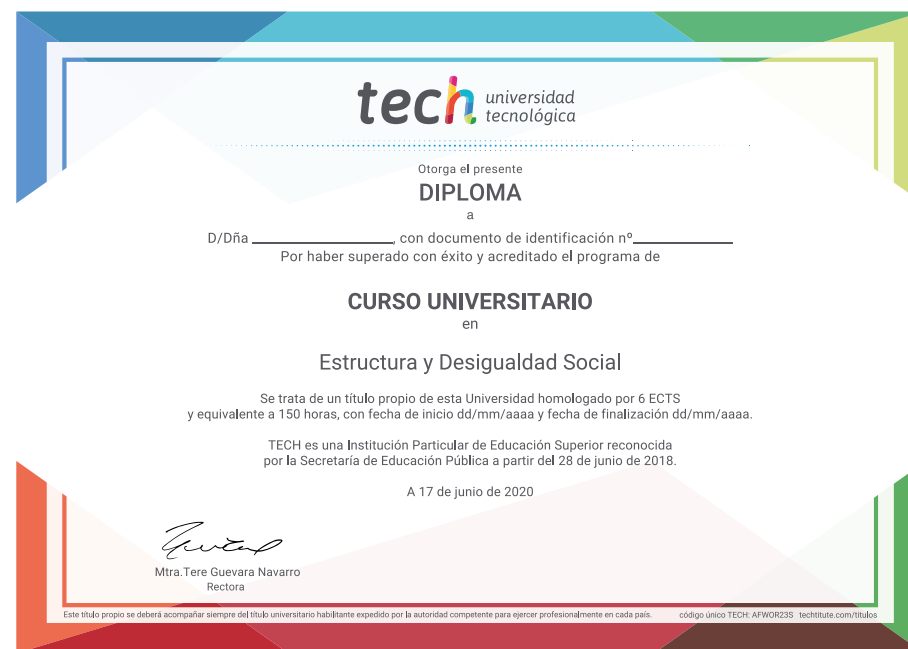 tech universidad
tecnológica
Otorga el presente
DIPLOMA
a
D/Dña ____________________, con documento de identificación nº______________
Por haber superado con éxito y acreditado el programa de
CURSO UNIVERSITARIO
en
Estructura y Desigualdad Social
Se trata de un título propio de esta Universidad homologado por 6 ECTS
y equivalente a 150 horas, con fecha de inicio dd/mm/aaaa y fecha de finalización dd/mm/aaaa.
TECH es una Institución Particular de Educación Superior reconocida
por la Secretaría de Educación Pública a partir del 28 de junio de 2018.
A 17 de junio de 2020
Mtra.Tere Guevara Navarro
Rectora
Este título propio se deberá acompañar siempre del título universitario habilitante expedido por la autoridad competente para ejercer profesionalmente en cada país. código único TECH: AFWOR23S techtitute.com/titulos